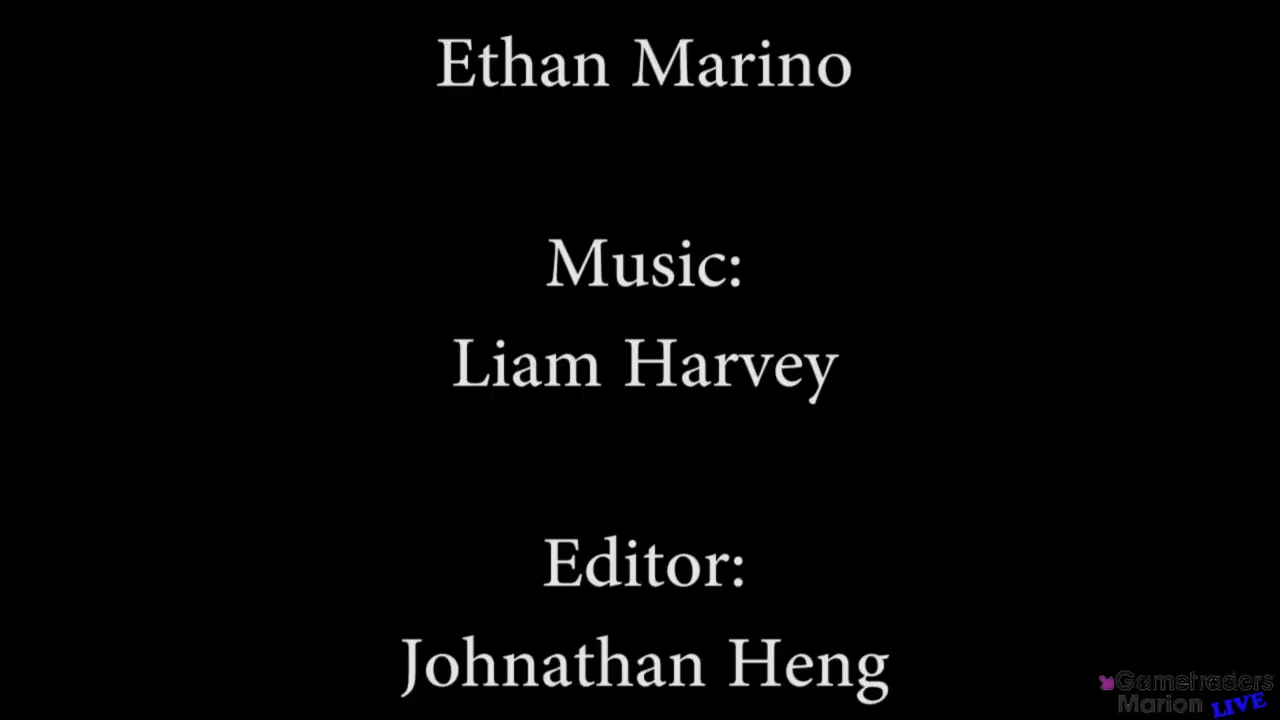 Ethan Marino
Music:
Liam Harvey
Editor:
Johnathan Heng
Gametraders
Marion LIVE